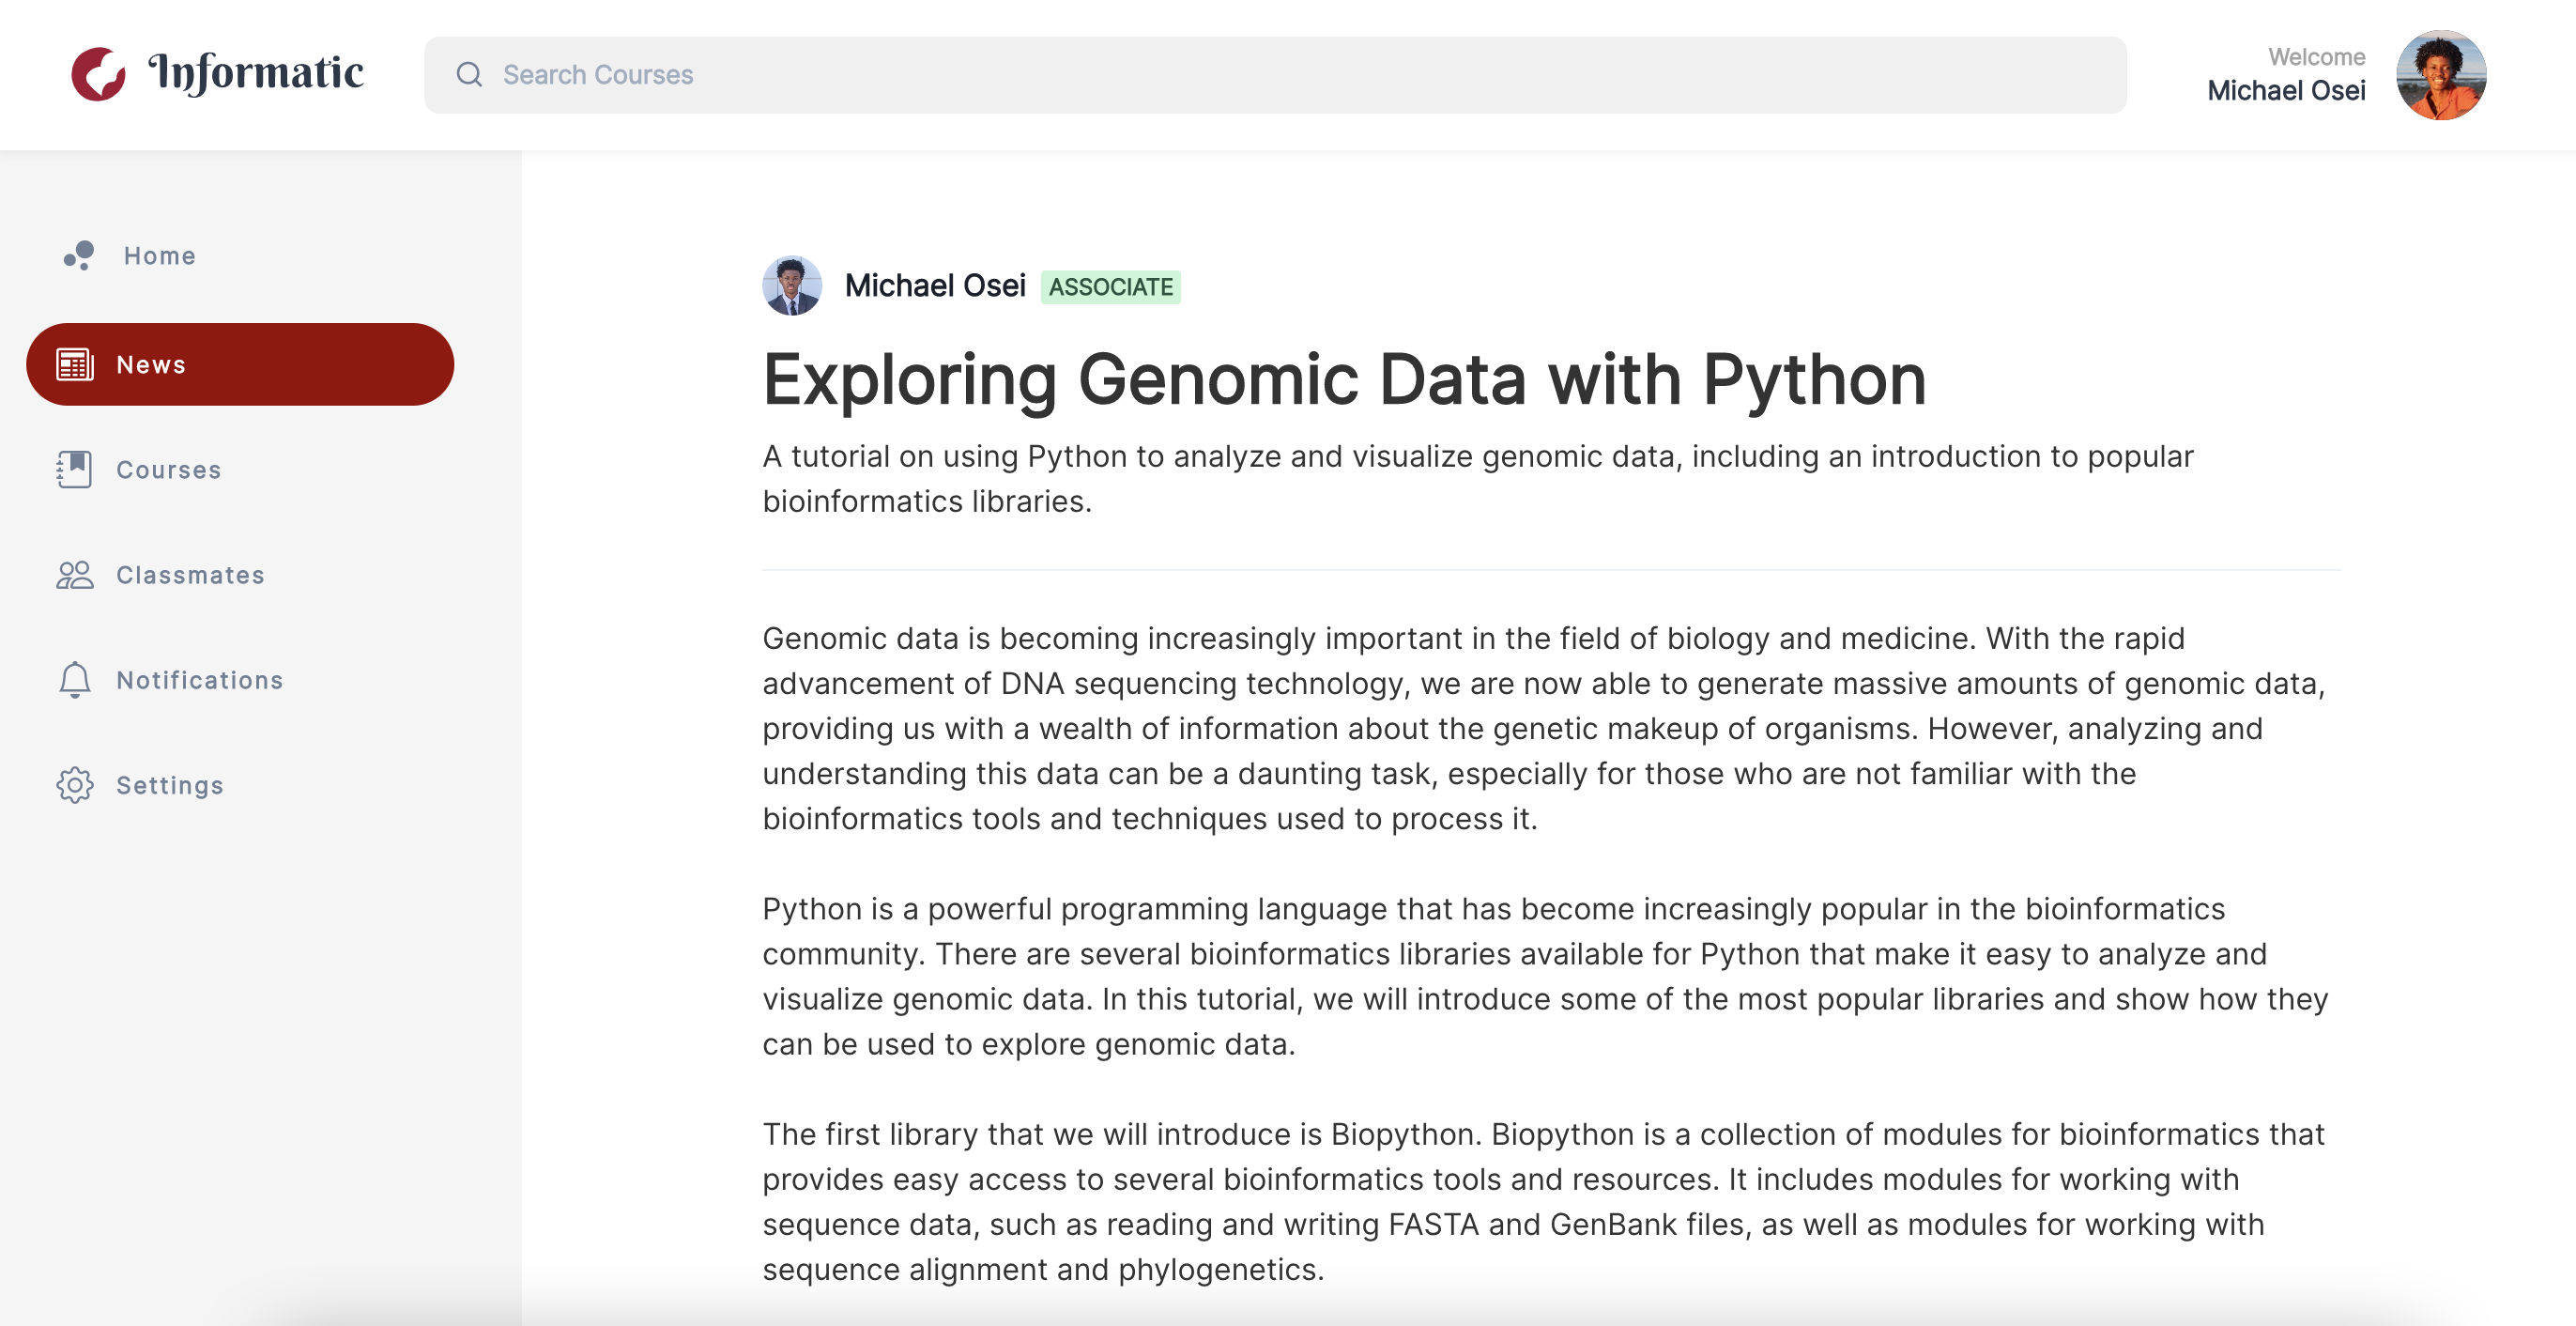 Informatic
Search Courses
Welcome
Michael Osei
Home
News
Courses
Classmates
Notifications
Settings
Michael Osei ASSOCIATE
Exploring Genomic Data with Python
A tutorial on using Python to analyze and visualize genomic data, including an introduction to popular
bioinformatics libraries.
Genomic data is becoming increasingly important in the field of biology and medicine. With the rapid
advancement of DNA sequencing technology, we are now able to generate massive amounts of genomic data,
providing us with a wealth of information about the genetic makeup of organisms. However, analyzing and
understanding this data can be a daunting task, especially for those who are not familiar with the
bioinformatics tools and techniques used to process it.
Python is a powerful programming language that has become increasingly popular in the bioinformatics
community. There are several bioinformatics libraries available for Python that make it easy to analyze and
visualize genomic data. In this tutorial, we will introduce some of the most popular libraries and show how they
can be used to explore genomic data.
The first library that we will introduce is Biopython. Biopython is a collection of modules for bioinformatics that
provides easy access to several bioinformatics tools and resources. It includes modules for working with
sequence data, such as reading and writing FASTA and GenBank files, as well as modules for working with
sequence alignment and phylogenetics.